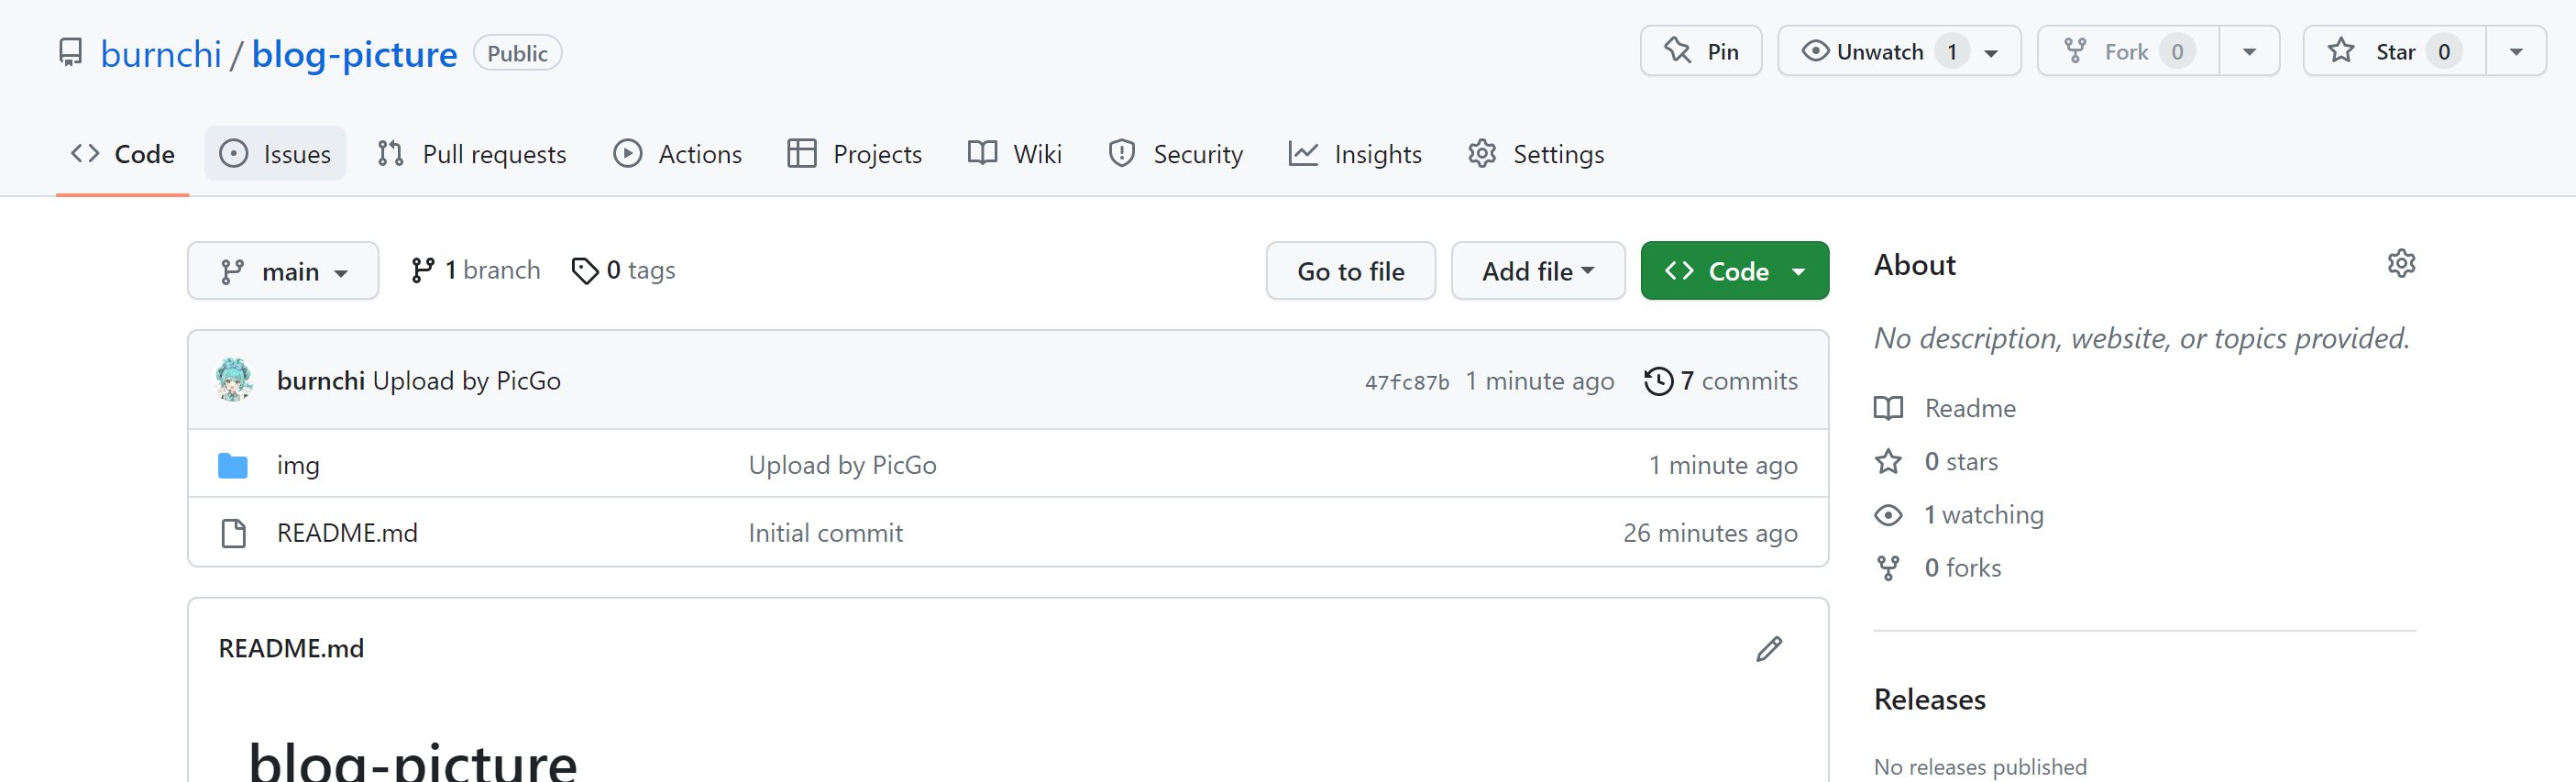 burnchi / blog-picture Public
Pin
Unwatch 1
Fork 0
Star 0
Code
Issues
Pull requests
Actions
Projects
Wiki
Security
Insights
Settings
main
1 branch
0 tags
Go to file
Add file
Code
burnchi Upload by PicGo
47fc87b 1 minute ago
7 commits
img Upload by PicGo 1 minute ago
README.md Initial commit 26 minutes ago
README.md
blog-picture
About
No description, website, or topics provided.
Readme
0 stars
1 watching
0 forks
Releases
No releases published